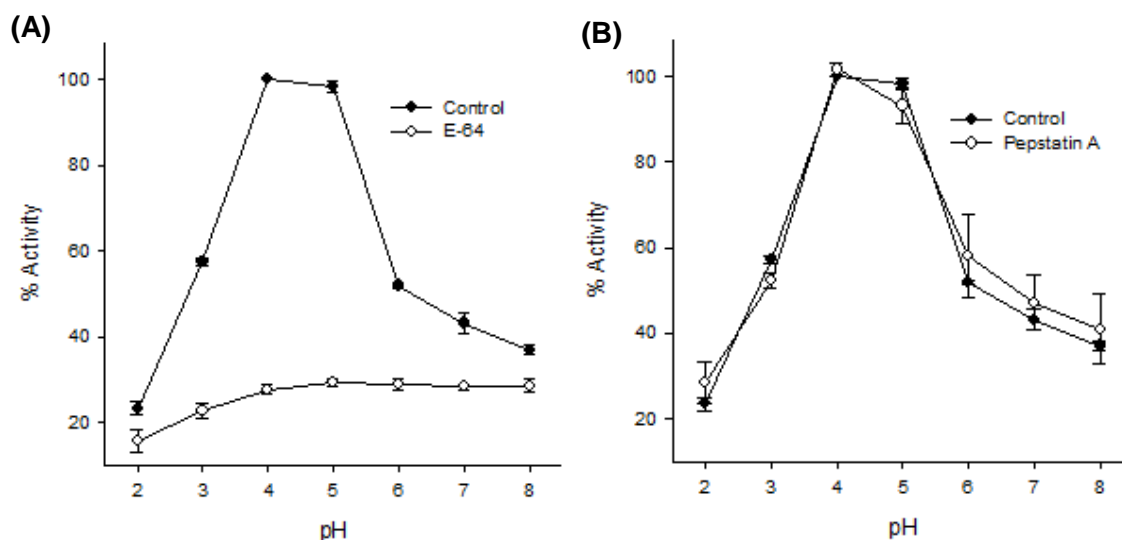 (A)
100
80
60
40
20
% Activity
Control
E-64
2 3 4 5 6 7 8
pH
(B)
100
80
60
40
20
% Activity
Control
Pepstatin A
2 3 4 5 6 7 8
pH